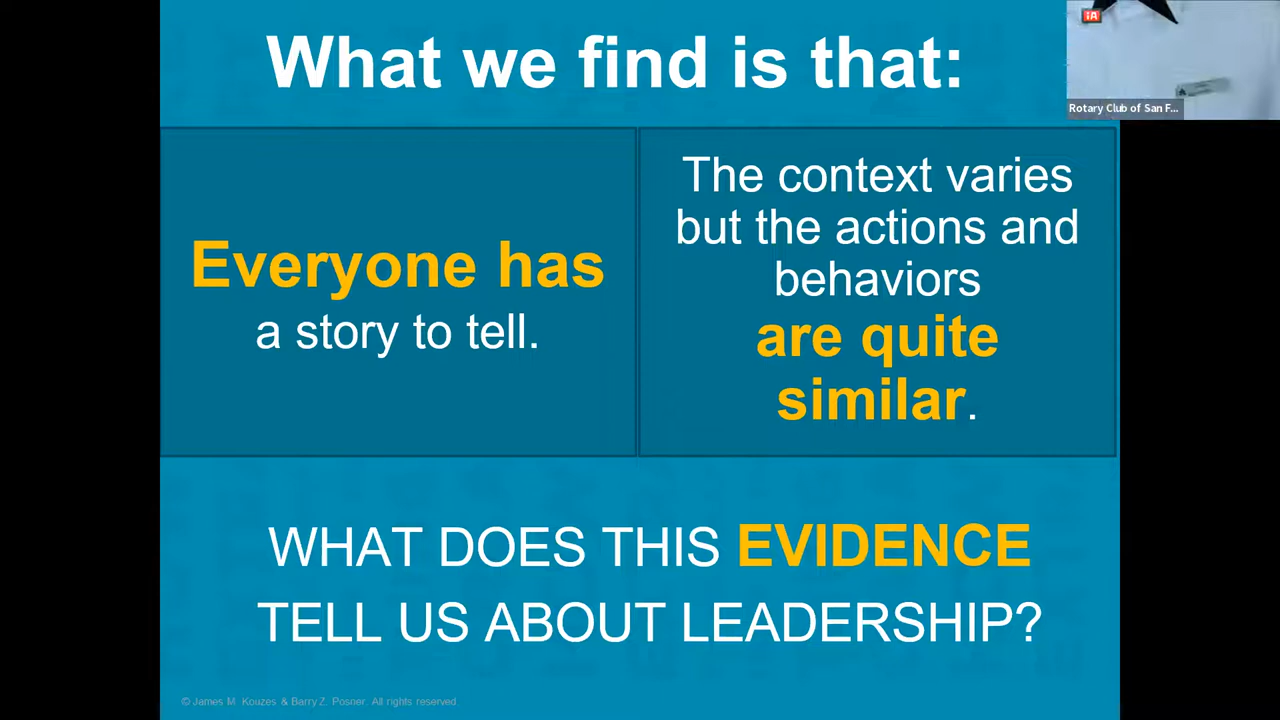 What we find is that:
iA
Rotary Club of San F...
Everyone has
a story to tell.
The context varies
but the actions and
behaviors
are quite
similar.
WHAT DOES THIS EVIDENCE
TELL US ABOUT LEADERSHIP?
© James M. Kouzes & Barry Z. Posner. All rights reserved.